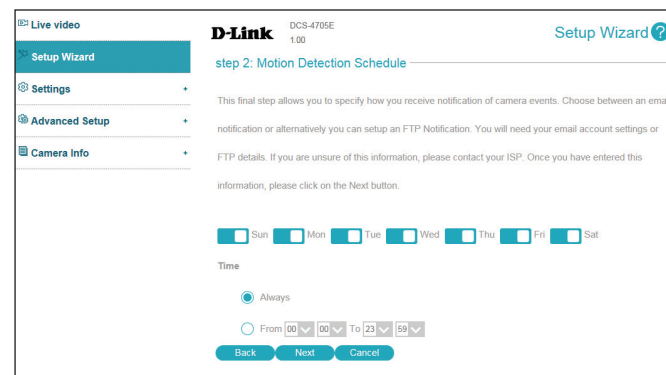 Live video
Setup Wizard
Settings +
Advanced Setup +
Camera Info +
D-Link DCS-4705E
1.00
Setup Wizard ?
step 2: Motion Detection Schedule
This final step allows you to specify how you receive notification of camera events. Choose between an ema
notification or alternatively you can setup an FTP Notification. You will need your email account settings or
FTP details. If you are unsure of this information, please contact your ISP. Once you have entered this
information, please click on the Next button.
Sun Mon Tue Wed Thu Fri Sat
Time
Always
From 00 00 To 23 59
Back Next Cancel